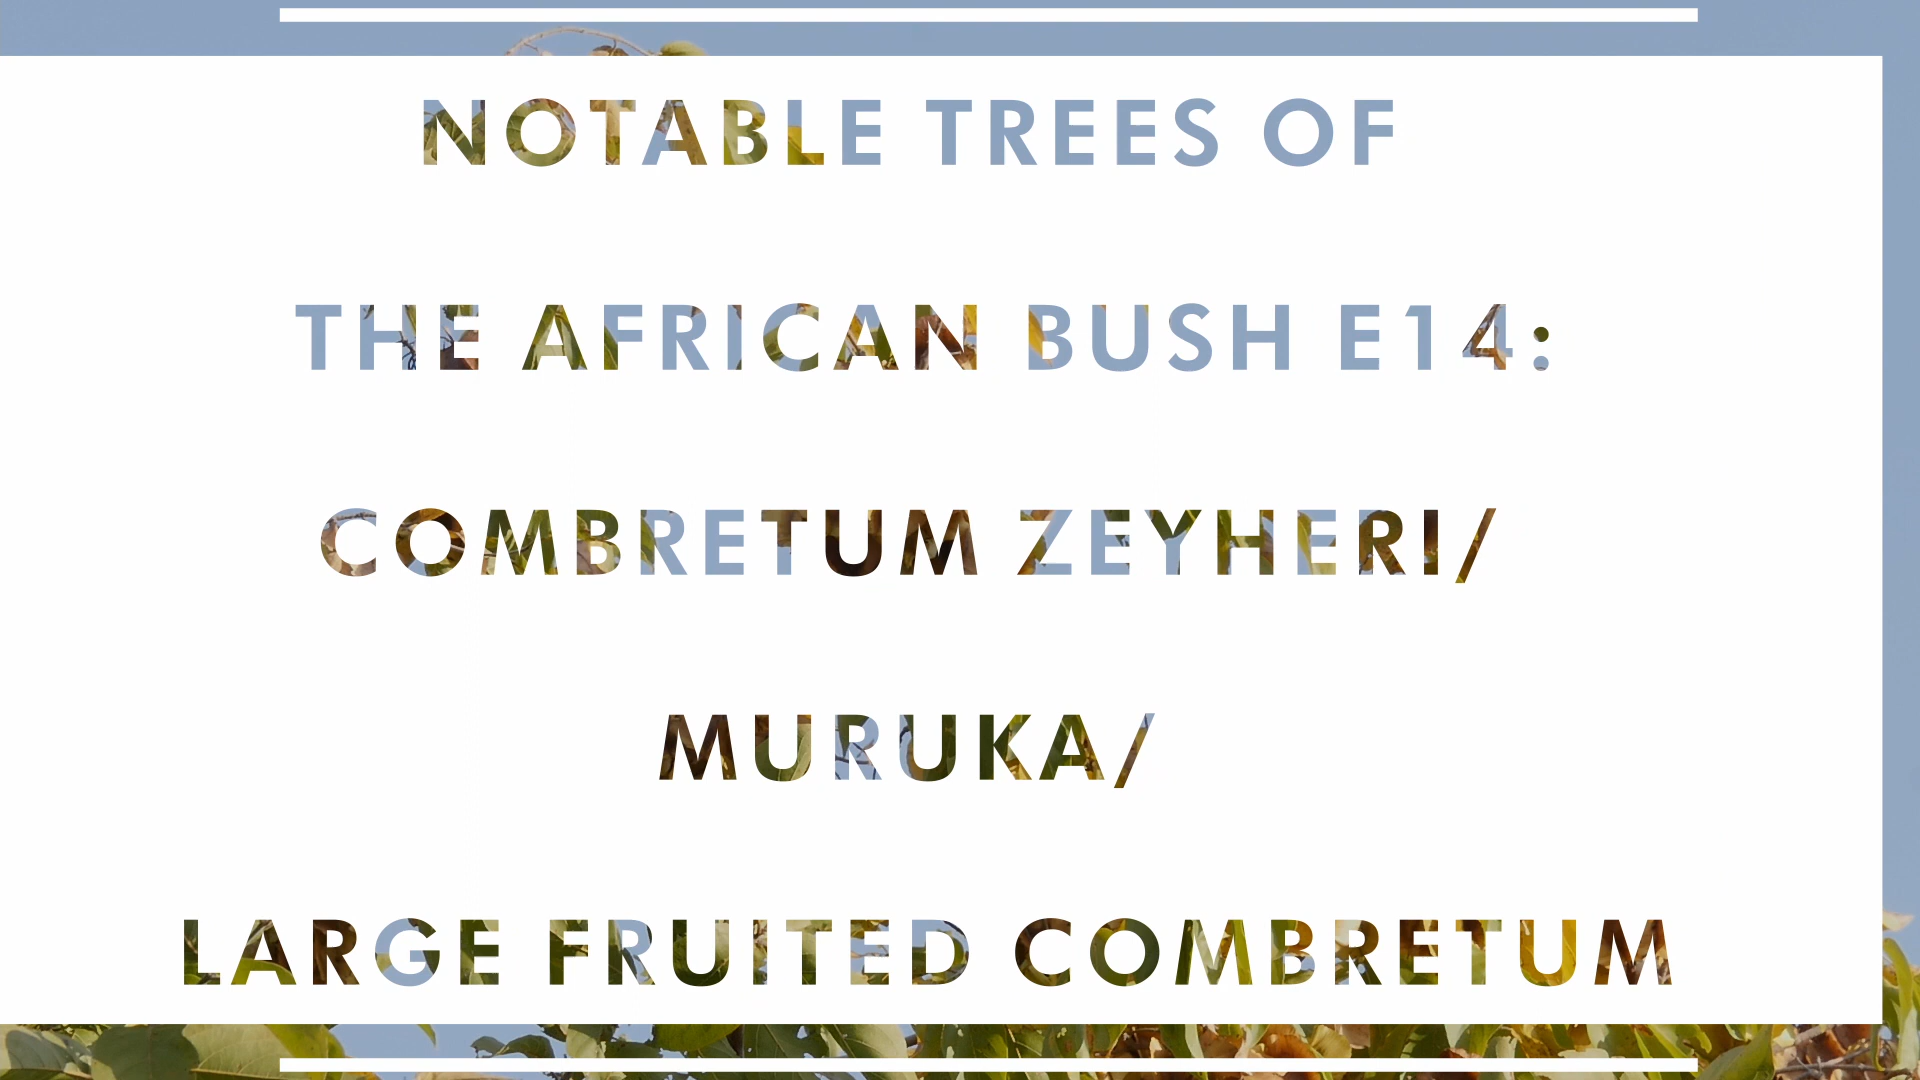 NOTABLE TREES OF
THE AFRICAN BUSH E14:
COMBRETUM ZEYHERI/
MURUKA/
LARGE FRUITED COMBRETUM